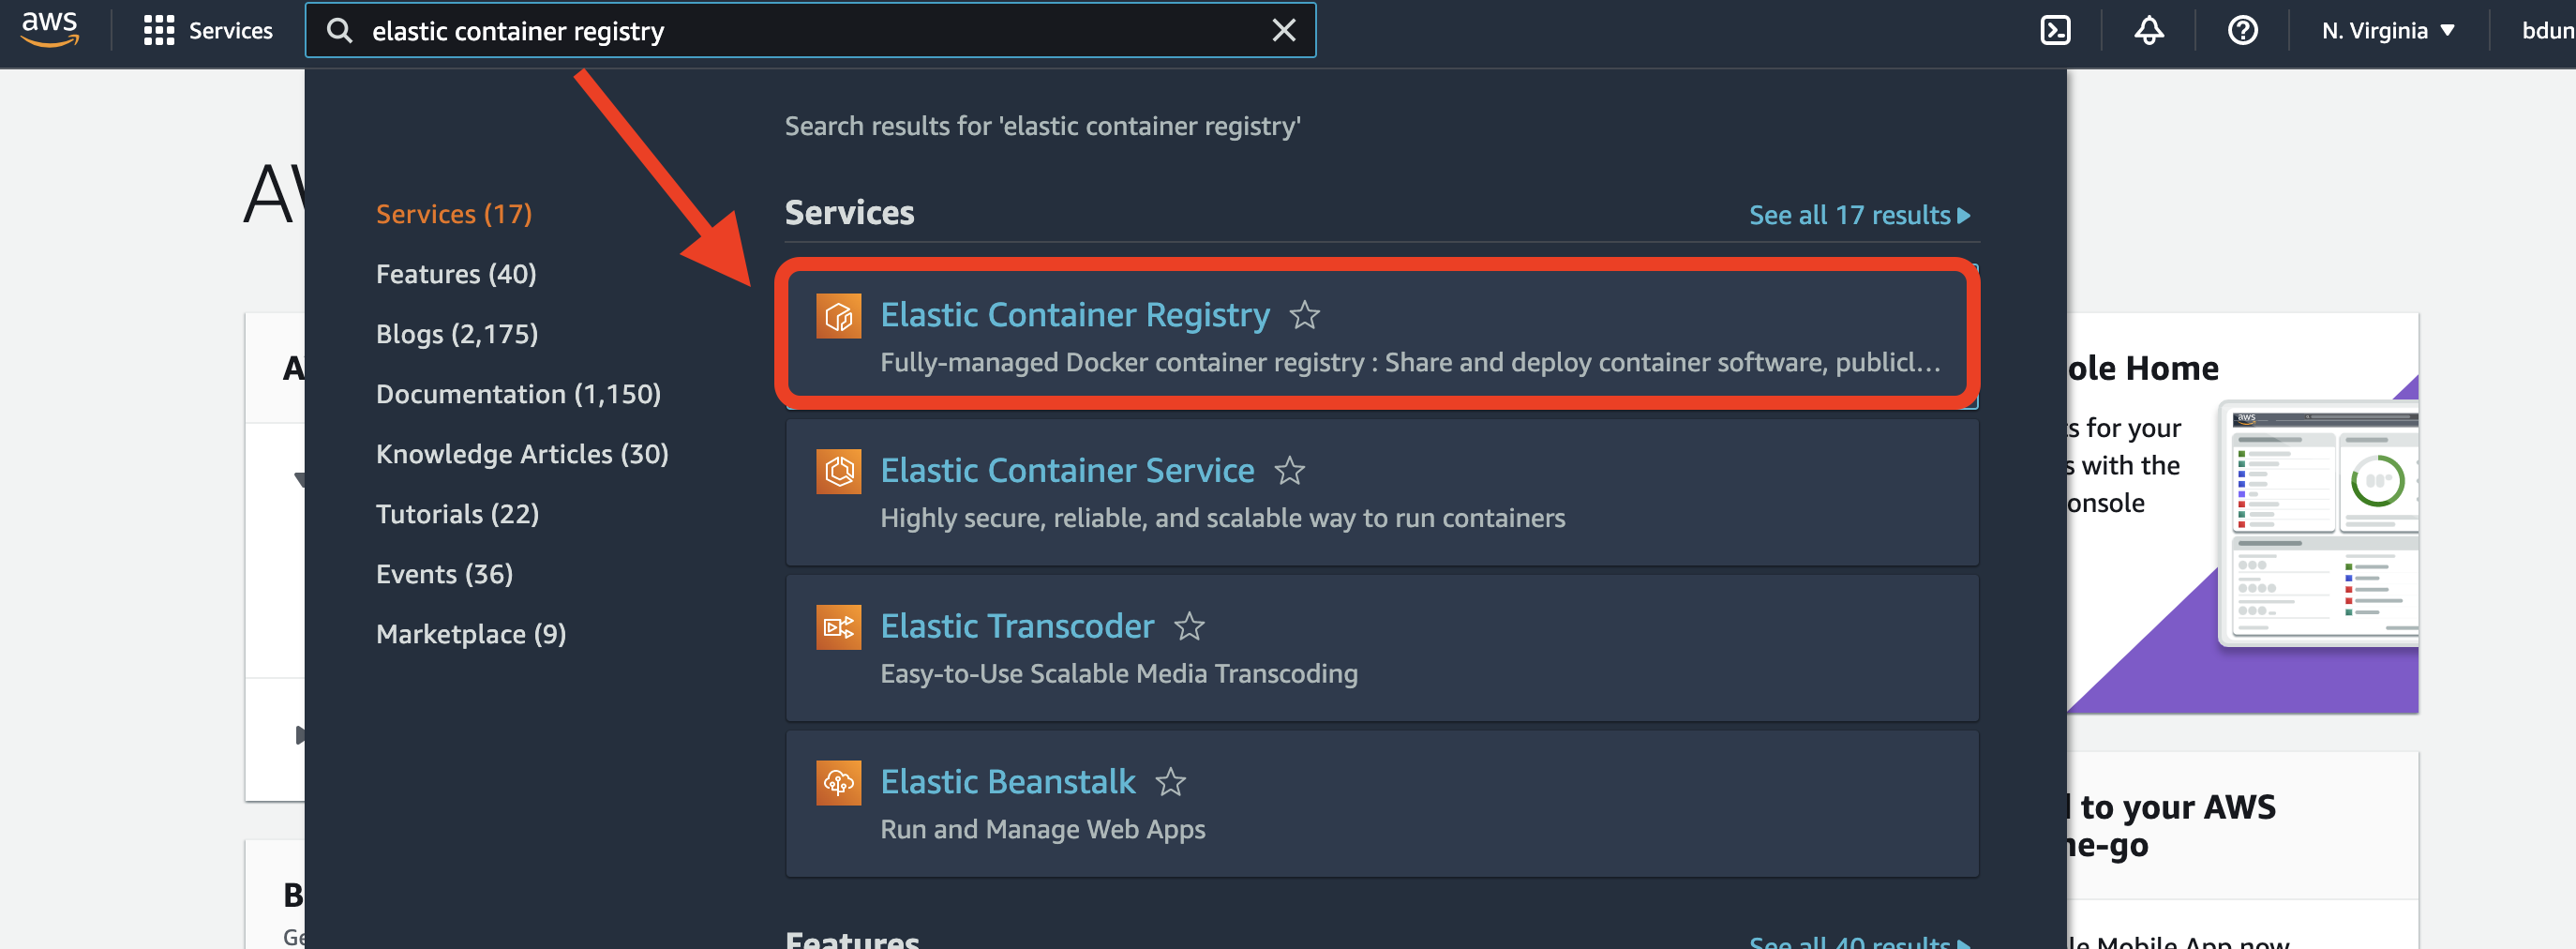 aws
Services
elastic container registry
N. Virginia
bdun
Search results for 'elastic container registry'
Services (17)
Features (40)
Blogs (2,175)
Documentation (1,150)
Knowledge Articles (30)
Tutorials (22)
Events (36)
Marketplace (9)
Services
See all 17 results
Elastic Container Registry
Fully-managed Docker container registry : Share and deploy container software, publicl...
Elastic Container Service
Highly secure, reliable, and scalable way to run containers
Elastic Transcoder
Easy-to-Use Scalable Media Transcoding
Elastic Beanstalk
Run and Manage Web Apps
Features
See all 40 results
A
B
Ge
ole Home
s for your
s with the
onsole
aws
to your AWS
e-go
le Mobile App now